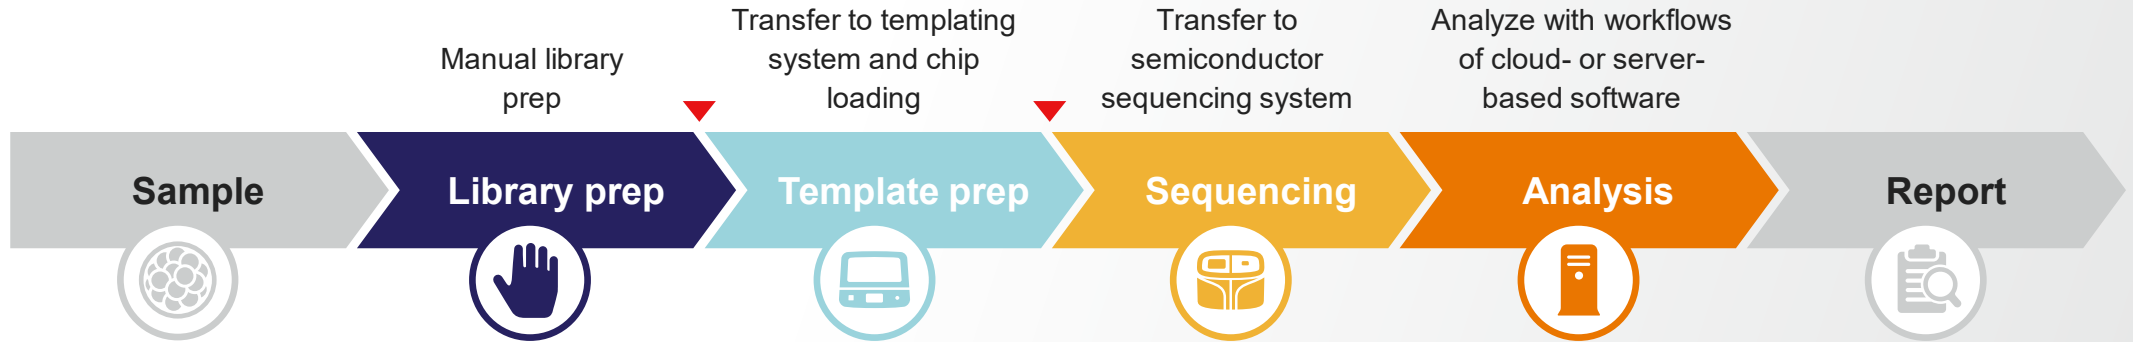 Manual library
prep
Transfer to templating
system and chip
loading
Transfer to
semiconductor
sequencing system
Analyze with workflows
of cloud- or server-
based software
Sample
Library prep
Template prep
Sequencing
Analysis
Report